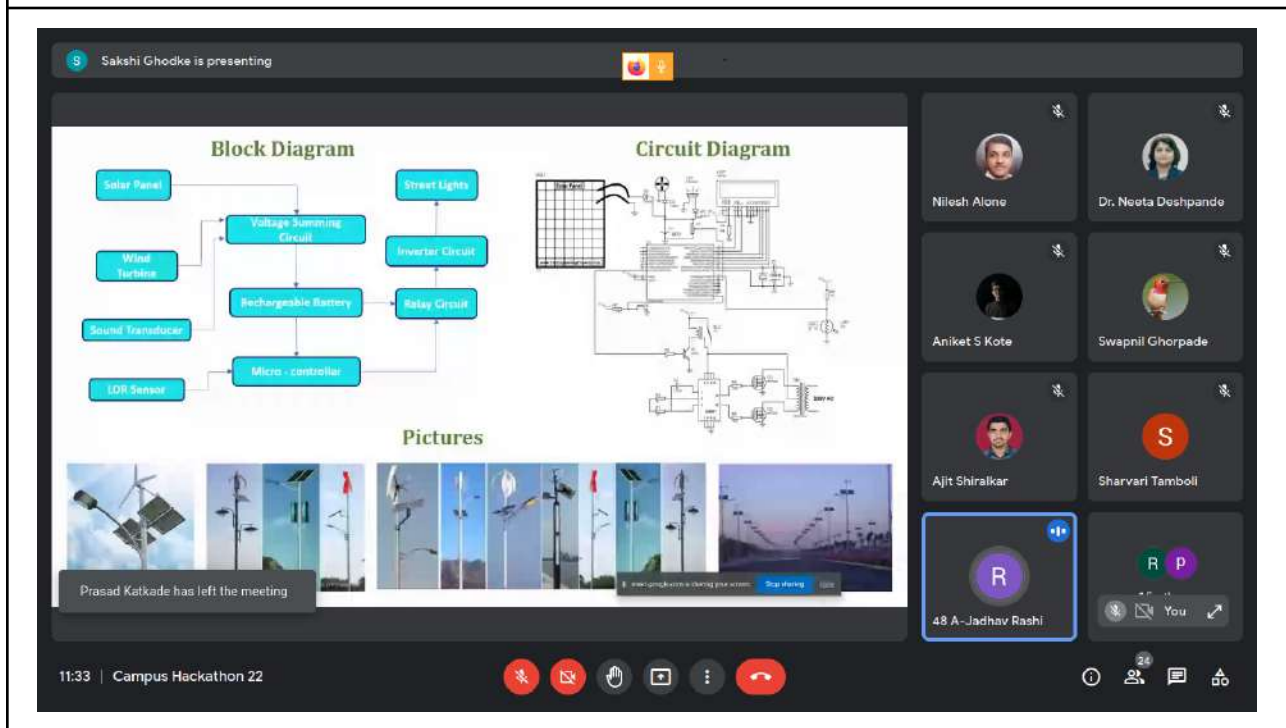 S Sakshi Ghodke is presenting
Block Diagram
Solar Panel
Voltage Summing
Circuit
Wind
Turbine
Sound Transducer
Rechargeable Battery
LDR Sensor
Micro - controller
Street Lights
Inverter Circuit
Relay Circuit
Circuit Diagram
Solar Panel
Pictures
Stop sharing
Prasad Katkade has left the meeting
Nilesh Alone
Dr. Neeta Deshpande
Aniket S Kote
Swapnil Ghorpade
Ajit Shiralkar
S
Sharvari Tamboli
R
48 A-Jadhav Rashi
R P
You
11:33 | Campus Hackathon 22
24